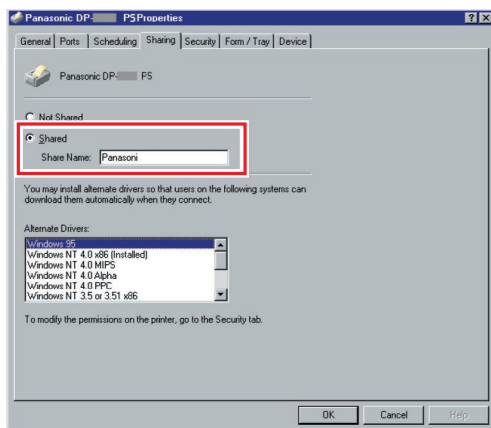 Panasonic DP- PS Properties
General Ports Scheduling Sharing Security Form / Tray Device
Panasonic DP- PS
Not Shared
Shared
Share Name: Panasoni
You may install alternate drivers so that users on the following systems can
download them automatically when they connect.
Alternate Drivers:
Windows 95
Windows NT 4.0 x86 (Installed)
Windows NT 4.0 MIPS
Windows NT 4.0 Alpha
Windows NT 4.0 PPC
Windows NT 3.5 or 3.51 x86
To modify the permissions on the printer, go to the Security tab.
OK Cancel Help